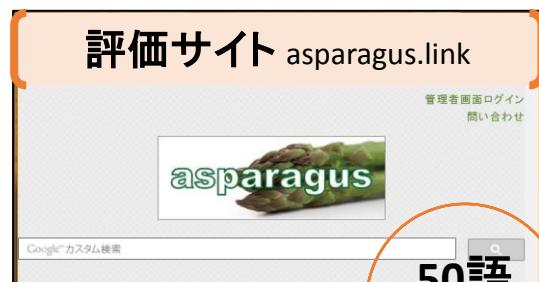 評価サイト asparagus.link
管理者画面ログイン
問い合わせ
asparagus
Google™カスタム検索
50語